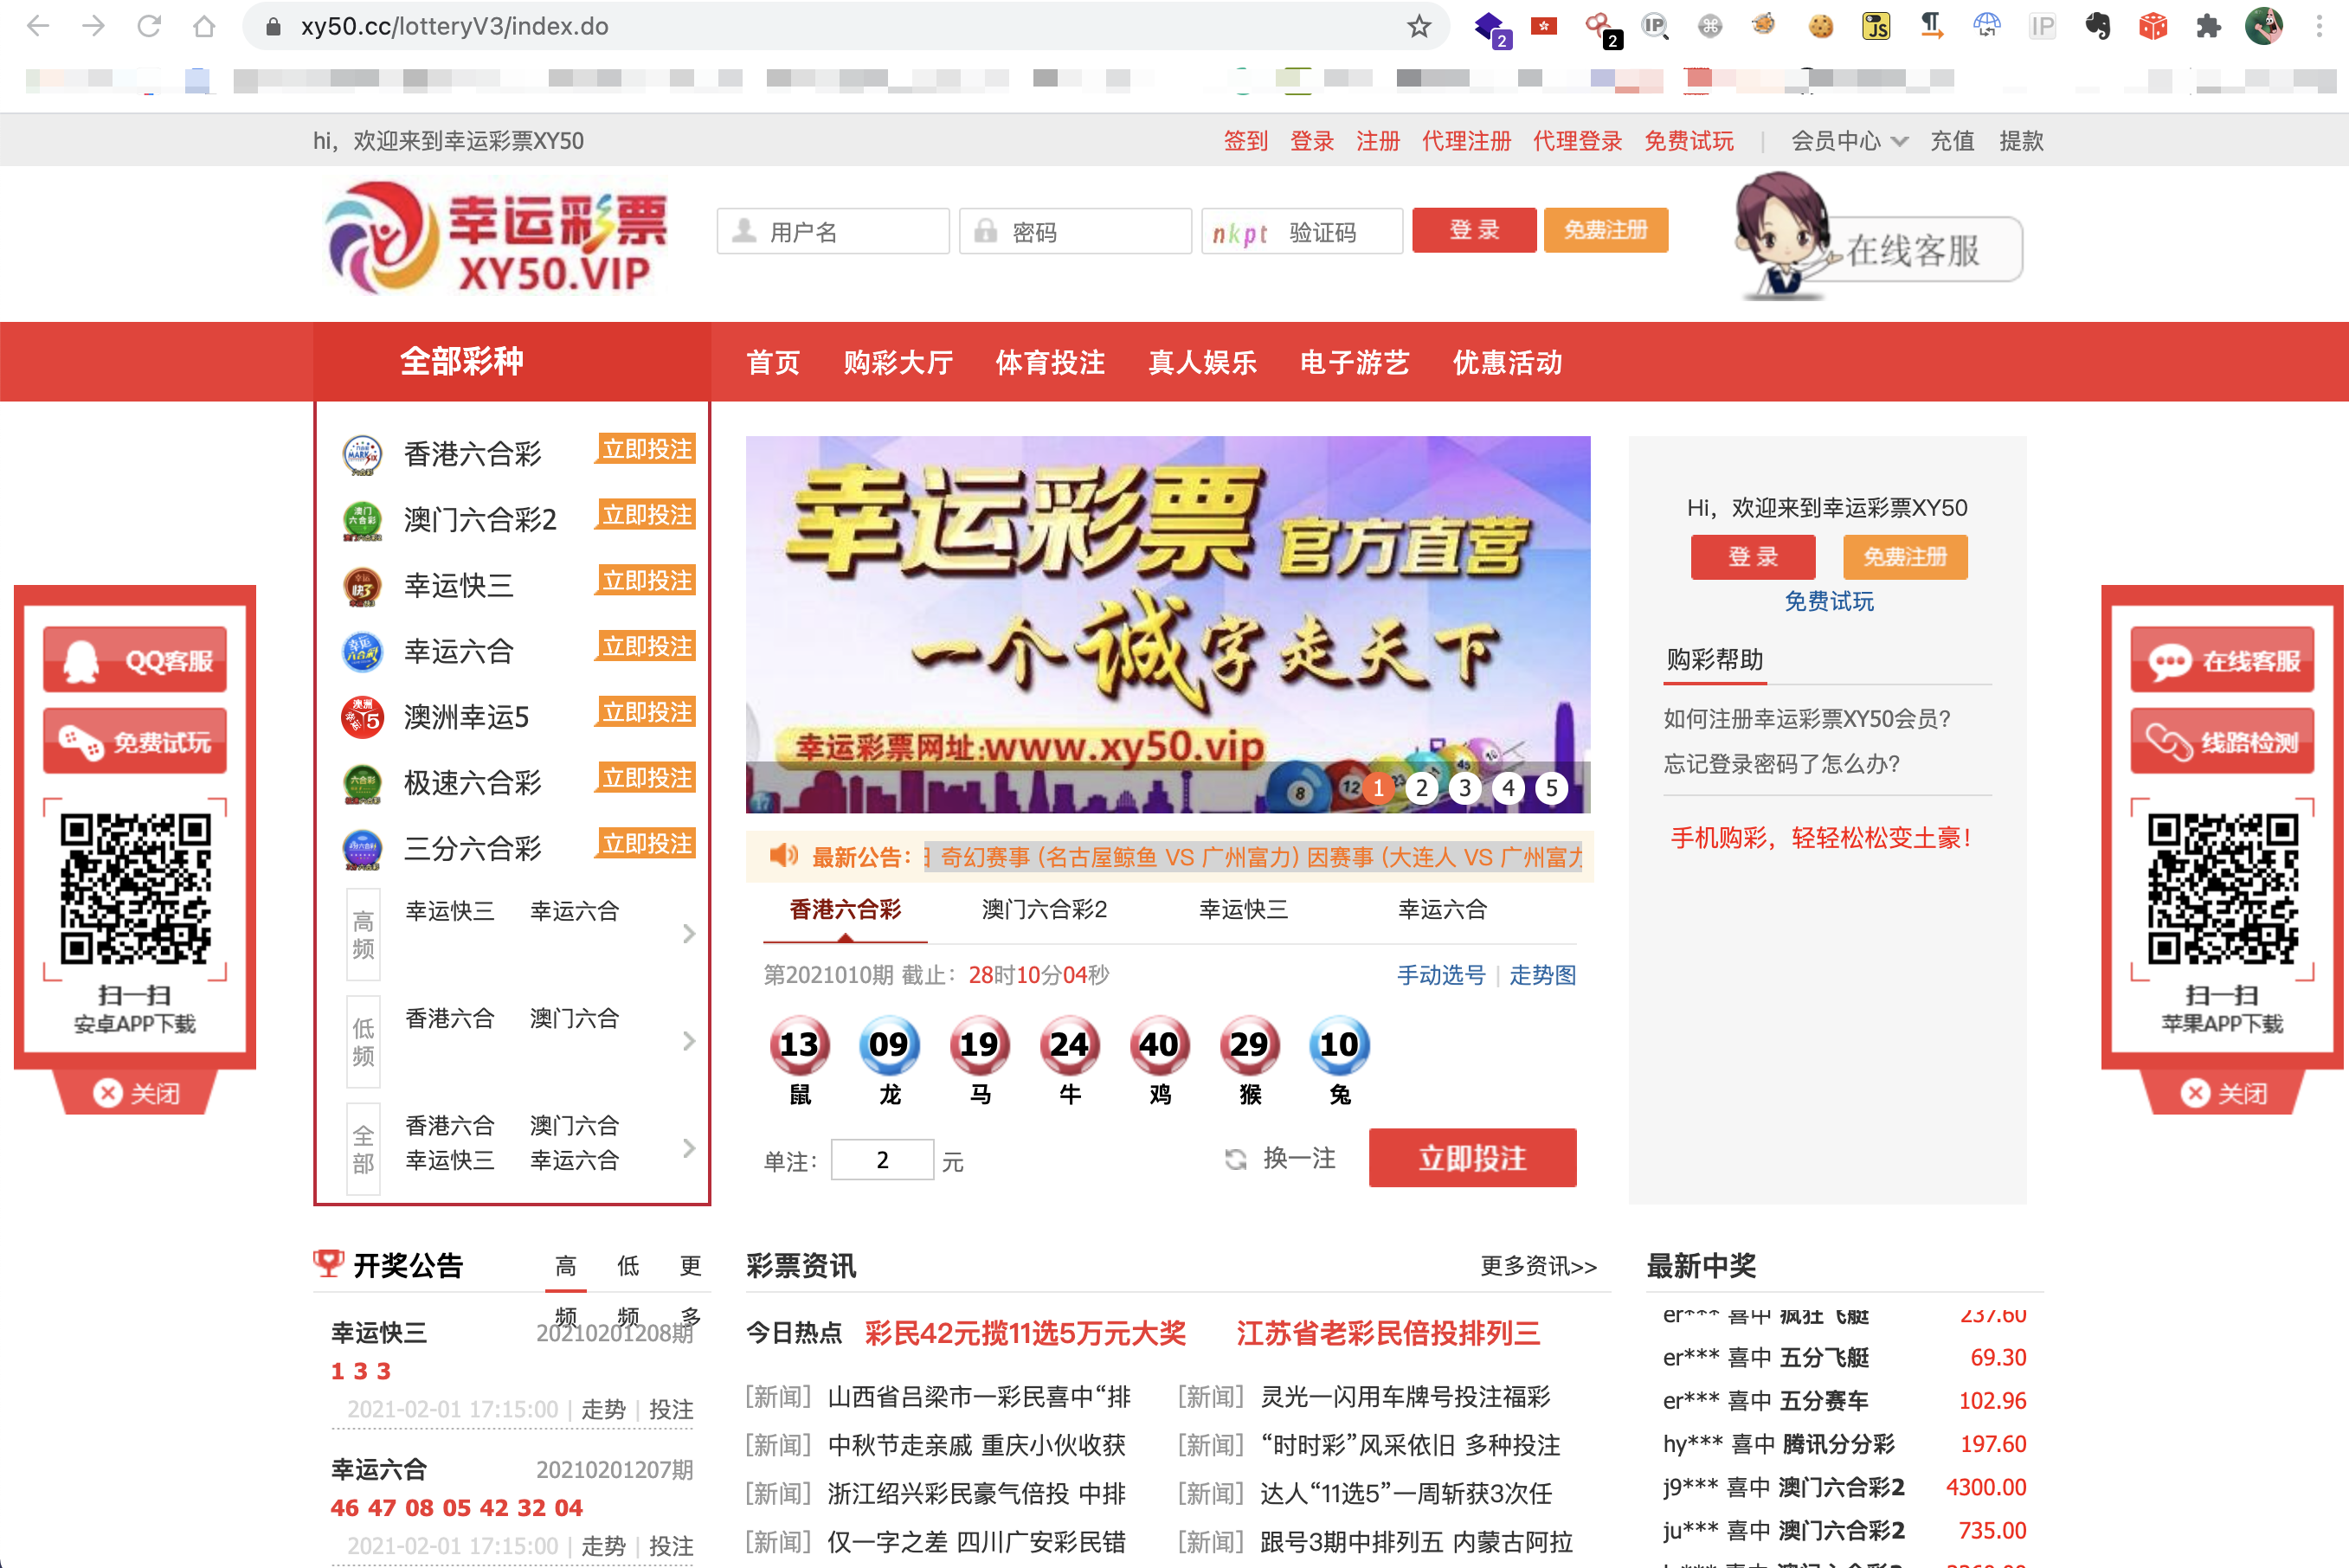 xy50.cc/lotteryV3/index.do
2
2
IP
JS
IP
hi，欢迎来到幸运彩票XY50
签到 登录 注册 代理注册 代理登录 免费试玩 | 会员中心 充值 提款
幸运彩票
XY50.VIP
用户名
密码
nkpt 验证码
登 录
免费注册
在线客服
全部彩种
首页 购彩大厅 体育投注 真人娱乐 电子游艺 优惠活动
香港六合彩 立即投注
澳门六合彩2 立即投注
幸运快三 立即投注
幸运六合 立即投注
澳洲幸运5 立即投注
极速六合彩 立即投注
三分六合彩 立即投注
高频
幸运快三 幸运六合
低频
香港六合 澳门六合
全部
香港六合 澳门六合
幸运快三 幸运六合
幸运彩票 官方直营
一个诚字走天下
幸运彩票网址:www.xy50.vip
1 2 3 4 5
最新公告： 奇幻赛事 (名古屋鲸鱼 VS 广州富力) 因赛事 (大连人 VS 广州富力
香港六合彩 澳门六合彩2 幸运快三 幸运六合
第2021010期 截止：28时10分04秒
手动选号 | 走势图
13 09 19 24 40 29 10
鼠 龙 马 牛 鸡 猴 兔
单注： 2 元
换一注
立即投注
Hi，欢迎来到幸运彩票XY50
登 录
免费注册
免费试玩
购彩帮助
如何注册幸运彩票XY50会员?
忘记登录密码了怎么办?
手机购彩，轻轻松松变土豪！
QQ客服
免费试玩
扫一扫
安卓APP下载
关闭
在线客服
线路检测
扫一扫
苹果APP下载
关闭
开奖公告 高频 低频 更多
幸运快三 20210201208期
1 3 3
2021-02-01 17:15:00 | 走势 | 投注
幸运六合 20210201207期
46 47 08 05 42 32 04
2021-02-01 17:15:00 | 走势 | 投注
彩票资讯 更多资讯>>
今日热点 彩民42元揽11选5万元大奖 江苏省老彩民倍投排列三
[新闻] 山西省吕梁市一彩民喜中“排
[新闻] 灵光一闪用车牌号投注福彩
[新闻] 中秋节走亲戚 重庆小伙收获
[新闻] “时时彩”风采依旧 多种投注
[新闻] 浙江绍兴彩民豪气倍投 中排
[新闻] 达人“11选5”一周斩获3次任
[新闻] 仅一字之差 四川广安彩民错
[新闻] 跟号3期中排列五 内蒙古阿拉
最新中奖
er*** 喜中 疯狂飞艇 237.60
er*** 喜中 五分飞艇 69.30
er*** 喜中 五分赛车 102.96
hy*** 喜中 腾讯分分彩 197.60
j9*** 喜中 澳门六合彩2 4300.00
ju*** 喜中 澳门六合彩2 735.00